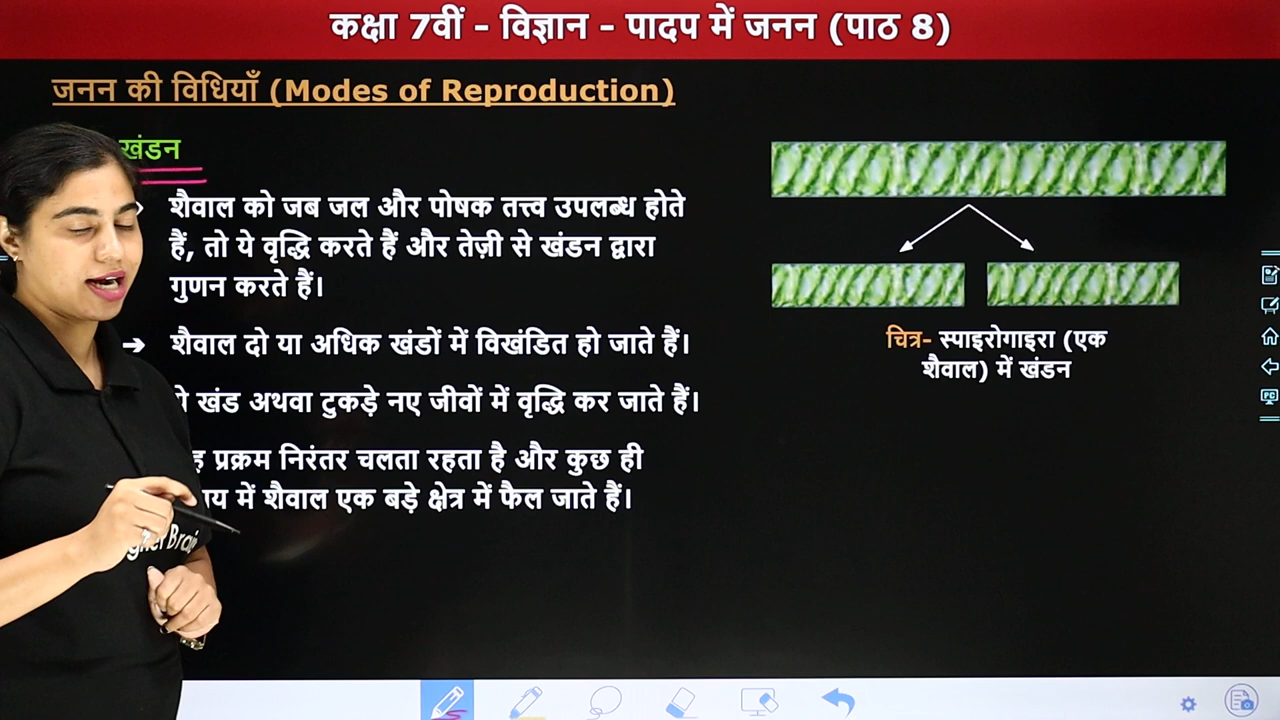 कक्षा 7वीं - विज्ञान - पादप में जनन (पाठ 8)
जनन की विधियाँ (Modes of Reproduction)
खंडन
शैवाल को जब जल और पोषक तत्त्व उपलब्ध होते
हैं, तो ये वृद्धि करते हैं और तेज़ी से खंडन द्वारा
गुणन करते हैं।
➔ शैवाल दो या अधिक खंडों में विखंडित हो जाते हैं।
खंड अथवा टुकड़े नए जीवों में वृद्धि कर जाते हैं।
प्रक्रम निरंतर चलता रहता है और कुछ ही
में शैवाल एक बड़े क्षेत्र में फैल जाते हैं।
चित्र- स्पाइरोगाइरा (एक
शैवाल) में खंडन
PC